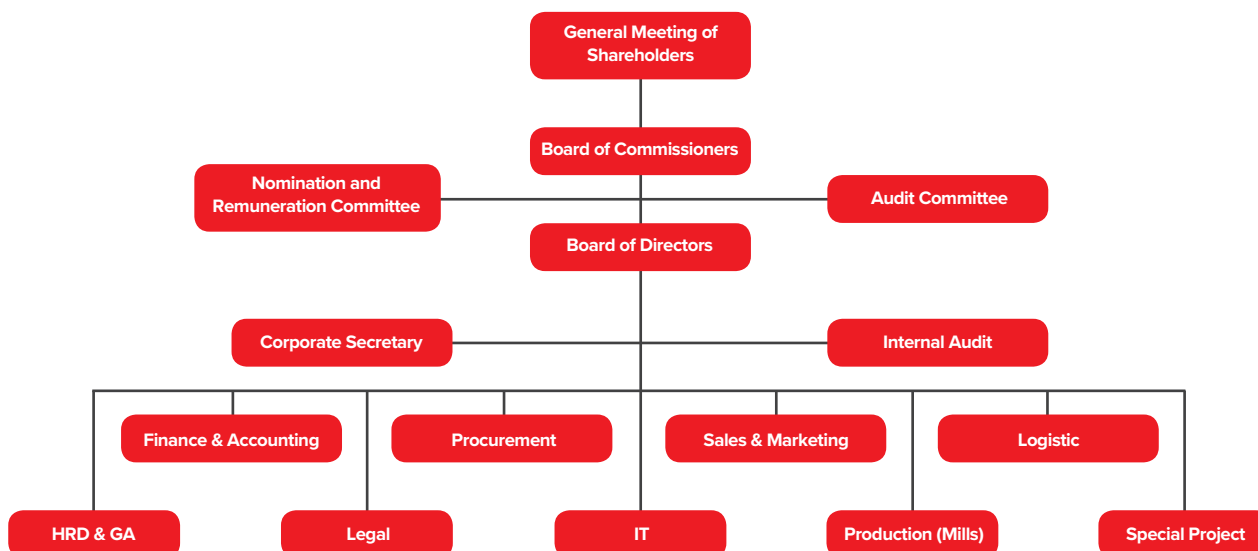 General Meeting of
Shareholders
Board of Commissioners
Nomination and
Remuneration Committee
Audit Committee
Board of Directors
Corporate Secretary
Internal Audit
Finance & Accounting
Procurement
Sales & Marketing
Logistic
HRD & GA
Legal
IT
Production (Mills)
Special Project